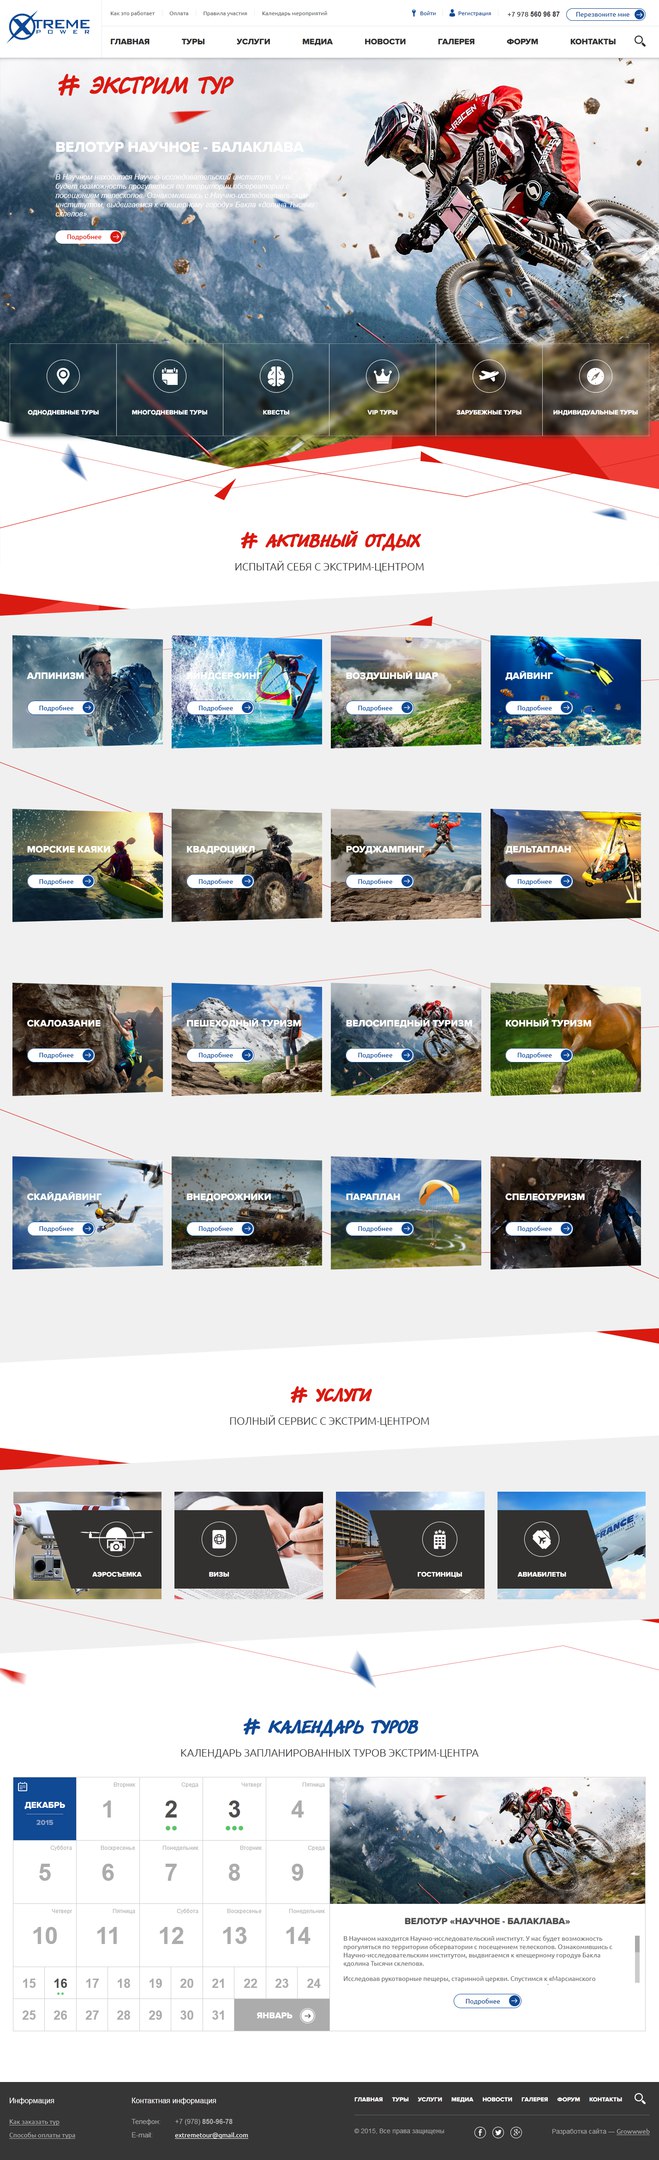 XTREME
POWER
Как это работает
Оплата
Правила участия
Календарь мероприятий
Войти
Регистрация
+7 978 560 96 87
Перезвоните мне
ГЛАВНАЯ
ТУРЫ
УСЛУГИ
МЕДИА
НОВОСТИ
ГАЛЕРЕЯ
ФОРУМ
КОНТАКТЫ
# ЭКСТРИМ ТУР
ВЕЛОТУР НАУЧНОЕ - БАЛАКЛАВА
В Научном находится Научно-исследовательский институт. У нас
будет возможность прогуляться по территории обсерватории с
посещением телескопов. Ознакомившись с Научно-исследовательским
институтом, выдвигаемся к «пещерному городу» Бакла «долина Тысячи
склепов».
Подробнее
ОДНОДНЕВНЫЕ ТУРЫ
МНОГОДНЕВНЫЕ ТУРЫ
КВЕСТЫ
VIP ТУРЫ
ЗАРУБЕЖНЫЕ ТУРЫ
ИНДИВИДУАЛЬНЫЕ ТУРЫ
# АКТИВНЫЙ ОТДЫХ
ИСПЫТАЙ СЕБЯ С ЭКСТРИМ-ЦЕНТРОМ
АЛПИНИЗМ
ВИНДСЕРФИНГ
ВОЗДУШНЫЙ ШАР
ДАЙВИНГ
Подробнее
Подробнее
Подробнее
Подробнее
МОРСКИЕ КАЯКИ
КВАДРОЦИКЛ
РОУДЖАМПИНГ
ДЕЛЬТАПЛАН
Подробнее
Подробнее
Подробнее
Подробнее
СКАЛОАЗАНИЕ
ПЕШЕХОДНЫЙ ТУРИЗМ
ВЕЛОСИПЕДНЫЙ ТУРИЗМ
КОННЫЙ ТУРИЗМ
Подробнее
Подробнее
Подробнее
Подробнее
СКАЙДАЙВИНГ
ВНЕДОРОЖНИКИ
ПАРАПЛАН
СПЕЛЕОТУРИЗМ
Подробнее
Подробнее
Подробнее
Подробнее
# УСЛУГИ
ПОЛНЫЙ СЕРВИС С ЭКСТРИМ-ЦЕНТРОМ
АЭРОСЪЕМКА
ВИЗЫ
ГОСТИНИЦЫ
АВИАБИЛЕТЫ
# КАЛЕНДАРЬ ТУРОВ
КАЛЕНДАРЬ ЗАПЛАНИРОВАННЫХ ТУРОВ ЭКСТРИМ-ЦЕНТРА
ДЕКАБРЬ
2015
Вторник
1
Среда
2
Четверг
3
Пятница
4
Суббота
5
Воскресенье
6
Понедельник
7
Вторник
8
Среда
9
Четверг
10
Пятница
11
Суббота
12
Воскресенье
13
Понедельник
14
15 16 17 18 19 20 21 22 23 24
25 26 27 28 29 30 31
ЯНВАРЬ
ВЕЛОТУР «НАУЧНОЕ - БАЛАКЛАВА»
В Научном находится Научно-исследовательский институт. У нас будет возможность
прогуляться по территории обсерватории с посещением телескопов. Ознакомившись с
Научно-исследовательским институтом, выдвигаемся к «пещерному городу» Бакла
«долина Тысячи склепов».
Исследовав рукотворные пещеры, старинной церкви. Спустимся к «Марсианского
Подробнее
Информация
Как заказать тур
Способы оплаты тура
Контактная информация
Телефон: +7 (978) 850-96-78
E-mail: extremetour@gmail.com
ГЛАВНАЯ
ТУРЫ
УСЛУГИ
МЕДИА
НОВОСТИ
ГАЛЕРЕЯ
ФОРУМ
КОНТАКТЫ
© 2015, Все права защищены
Разработка сайта — Growwweb